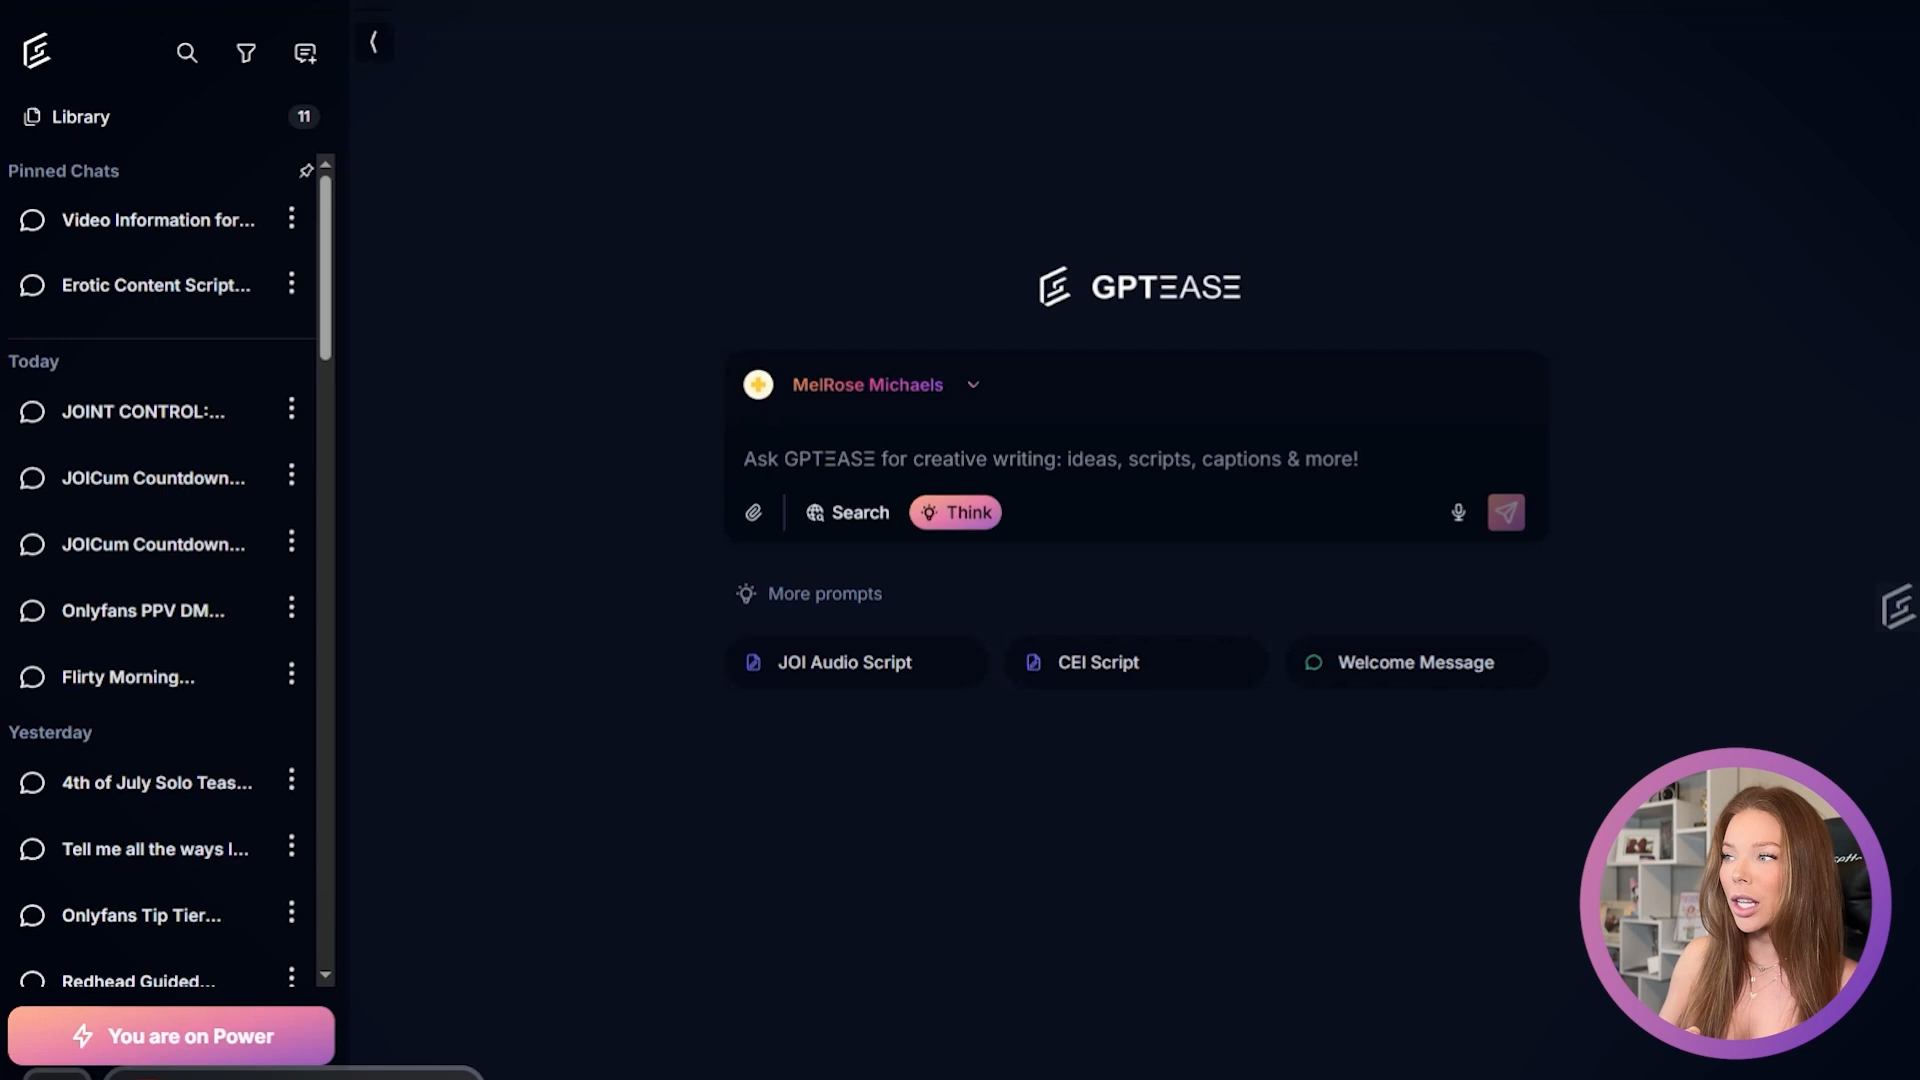 Library
11
Pinned Chats
Video Information for...
Erotic Content Script...
Today
JOINT CONTROL:...
JOICum Countdown...
JOICum Countdown...
Onlyfans PPV DM...
Flirty Morning...
Yesterday
4th of July Solo Teas...
Tell me all the ways I...
Onlyfans Tip Tier...
Redhead Guided...
You are on Power
GPTΞASΞ
MelRose Michaels
Ask GPTΞASΞ for creative writing: ideas, scripts, captions & more!
Search
Think
More prompts
JOI Audio Script
CEI Script
Welcome Message